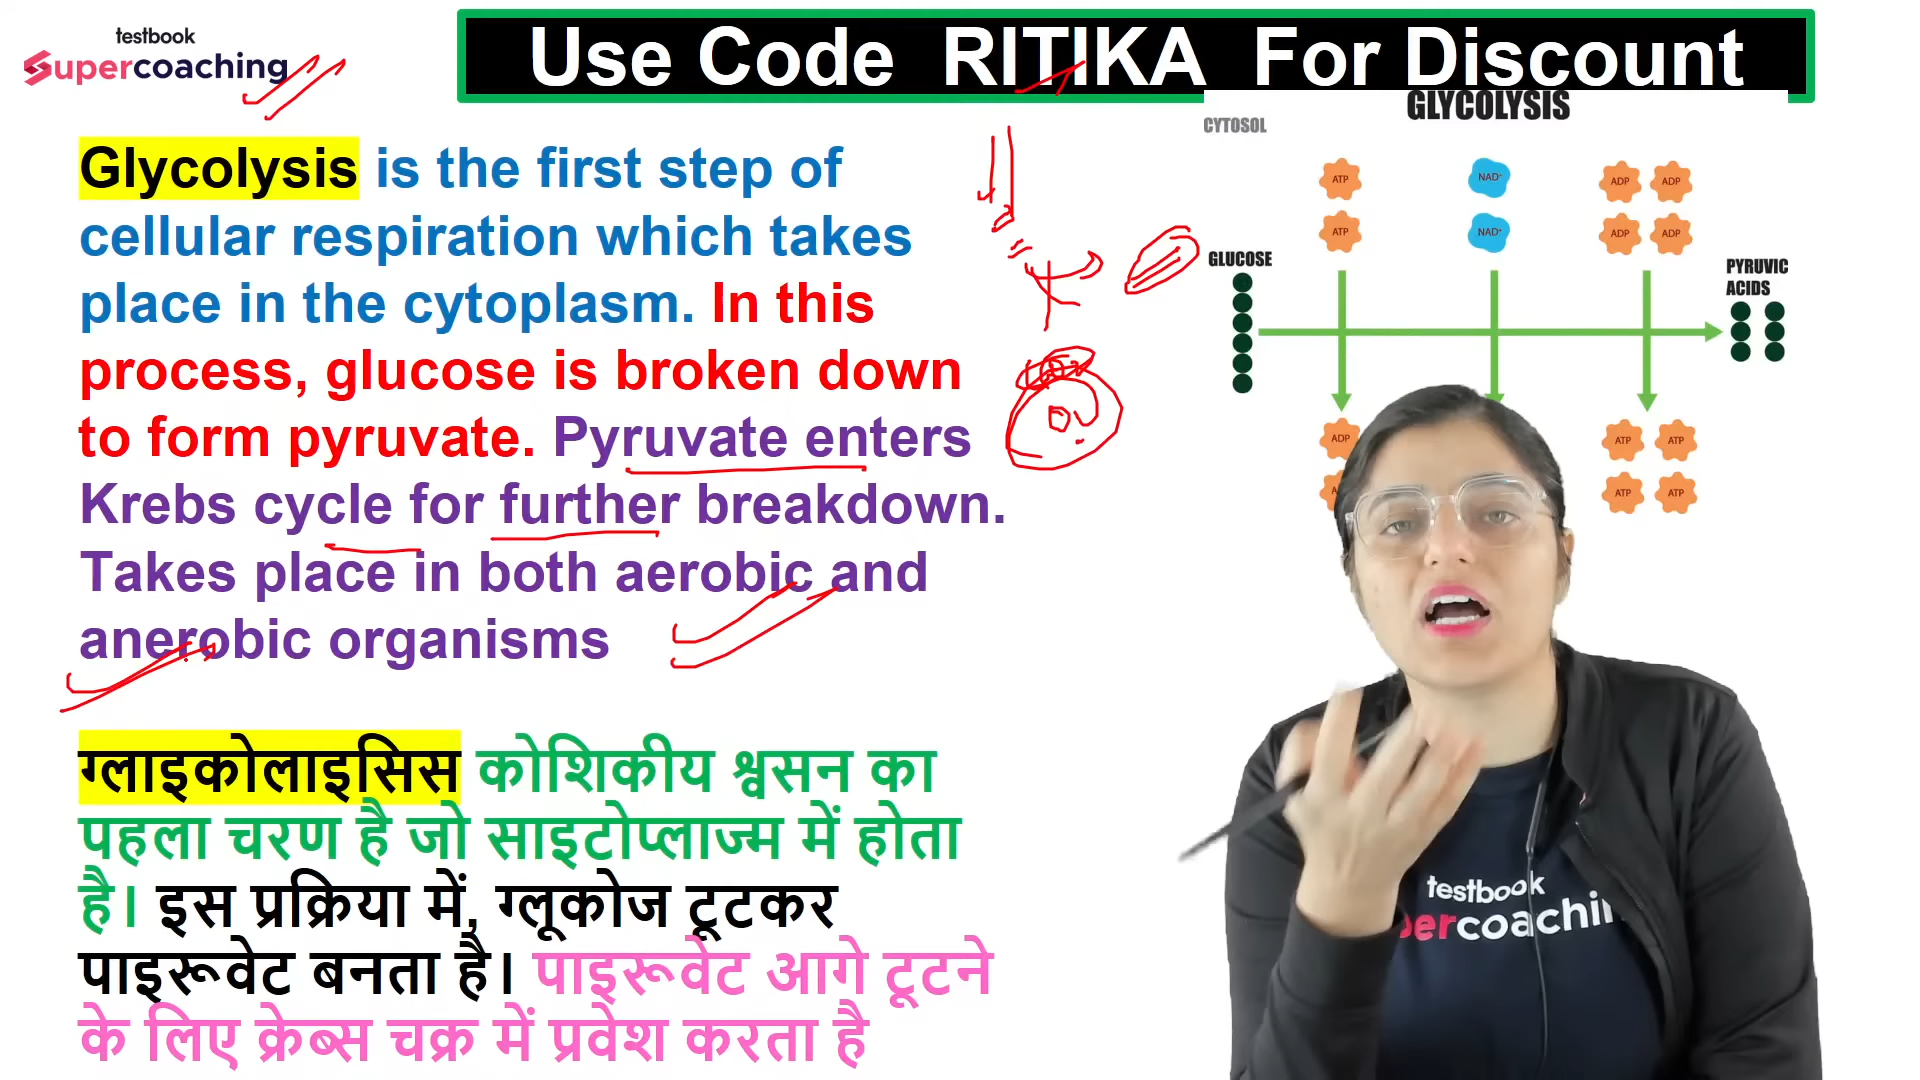 testbook
Supercoaching
Use Code RITIKA For Discount
GLYCOLYSIS
CYTOSOL
Glycolysis is the first step of
cellular respiration which takes
place in the cytoplasm. In this
process, glucose is broken down
to form pyruvate. Pyruvate enters
Krebs cycle for further breakdown.
Takes place in both aerobic and
anerobic organisms
ग्लाइकोलाइसिस कोशिकीय श्वसन का
पहला चरण है जो साइटोप्लाज्म में होता
है। इस प्रक्रिया में, ग्लूकोज टूटकर
पाइरूवेट बनता है। पाइरूवेट आगे टूटने
के लिए क्रेब्स चक्र में प्रवेश करता है
ATP NAD+ ADP ADP
ATP NAD+ ADP ADP
GLUCOSE
PYRUVIC
ACIDS
ADP ATP ATP
ATP ATP
testbook
percoachin